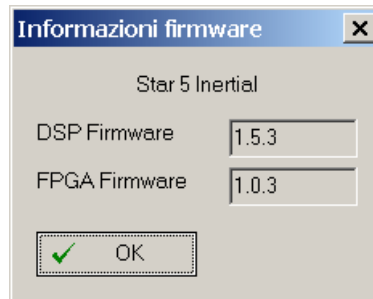 Informazioni firmware
Star 5 Inertial
DSP Firmware 1.5.3
FPGA Firmware 1.0.3
OK